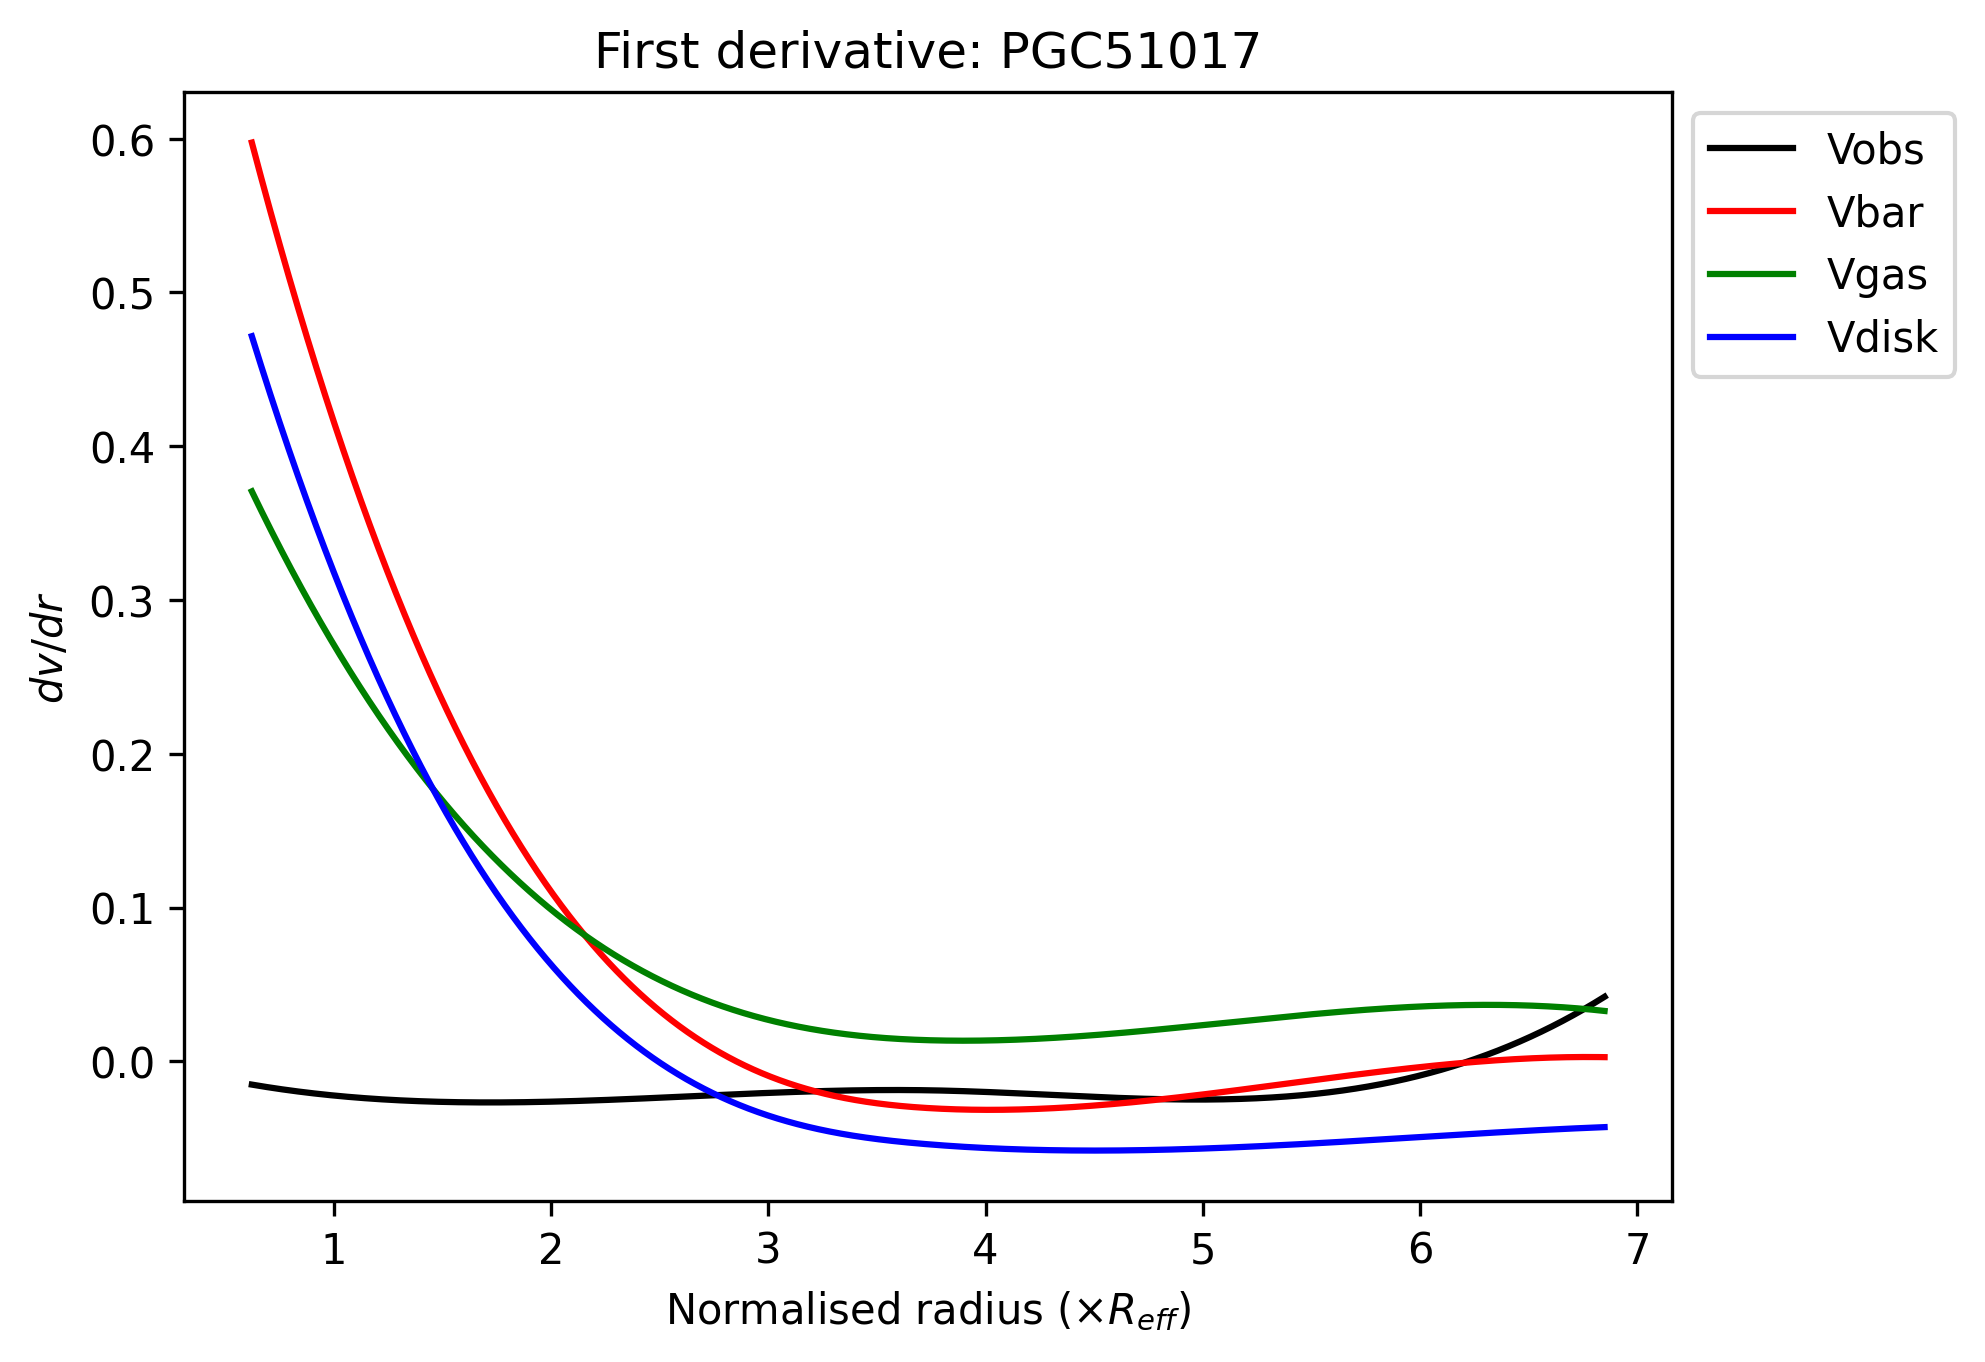 First derivative: PGC51017
0.6
0.5
0.4
0.3
0.2
0.1
0.0
dv/dr
1 2 3 4 5 6 7
Normalised radius (×R_eff)
Vobs
Vbar
Vgas
Vdisk